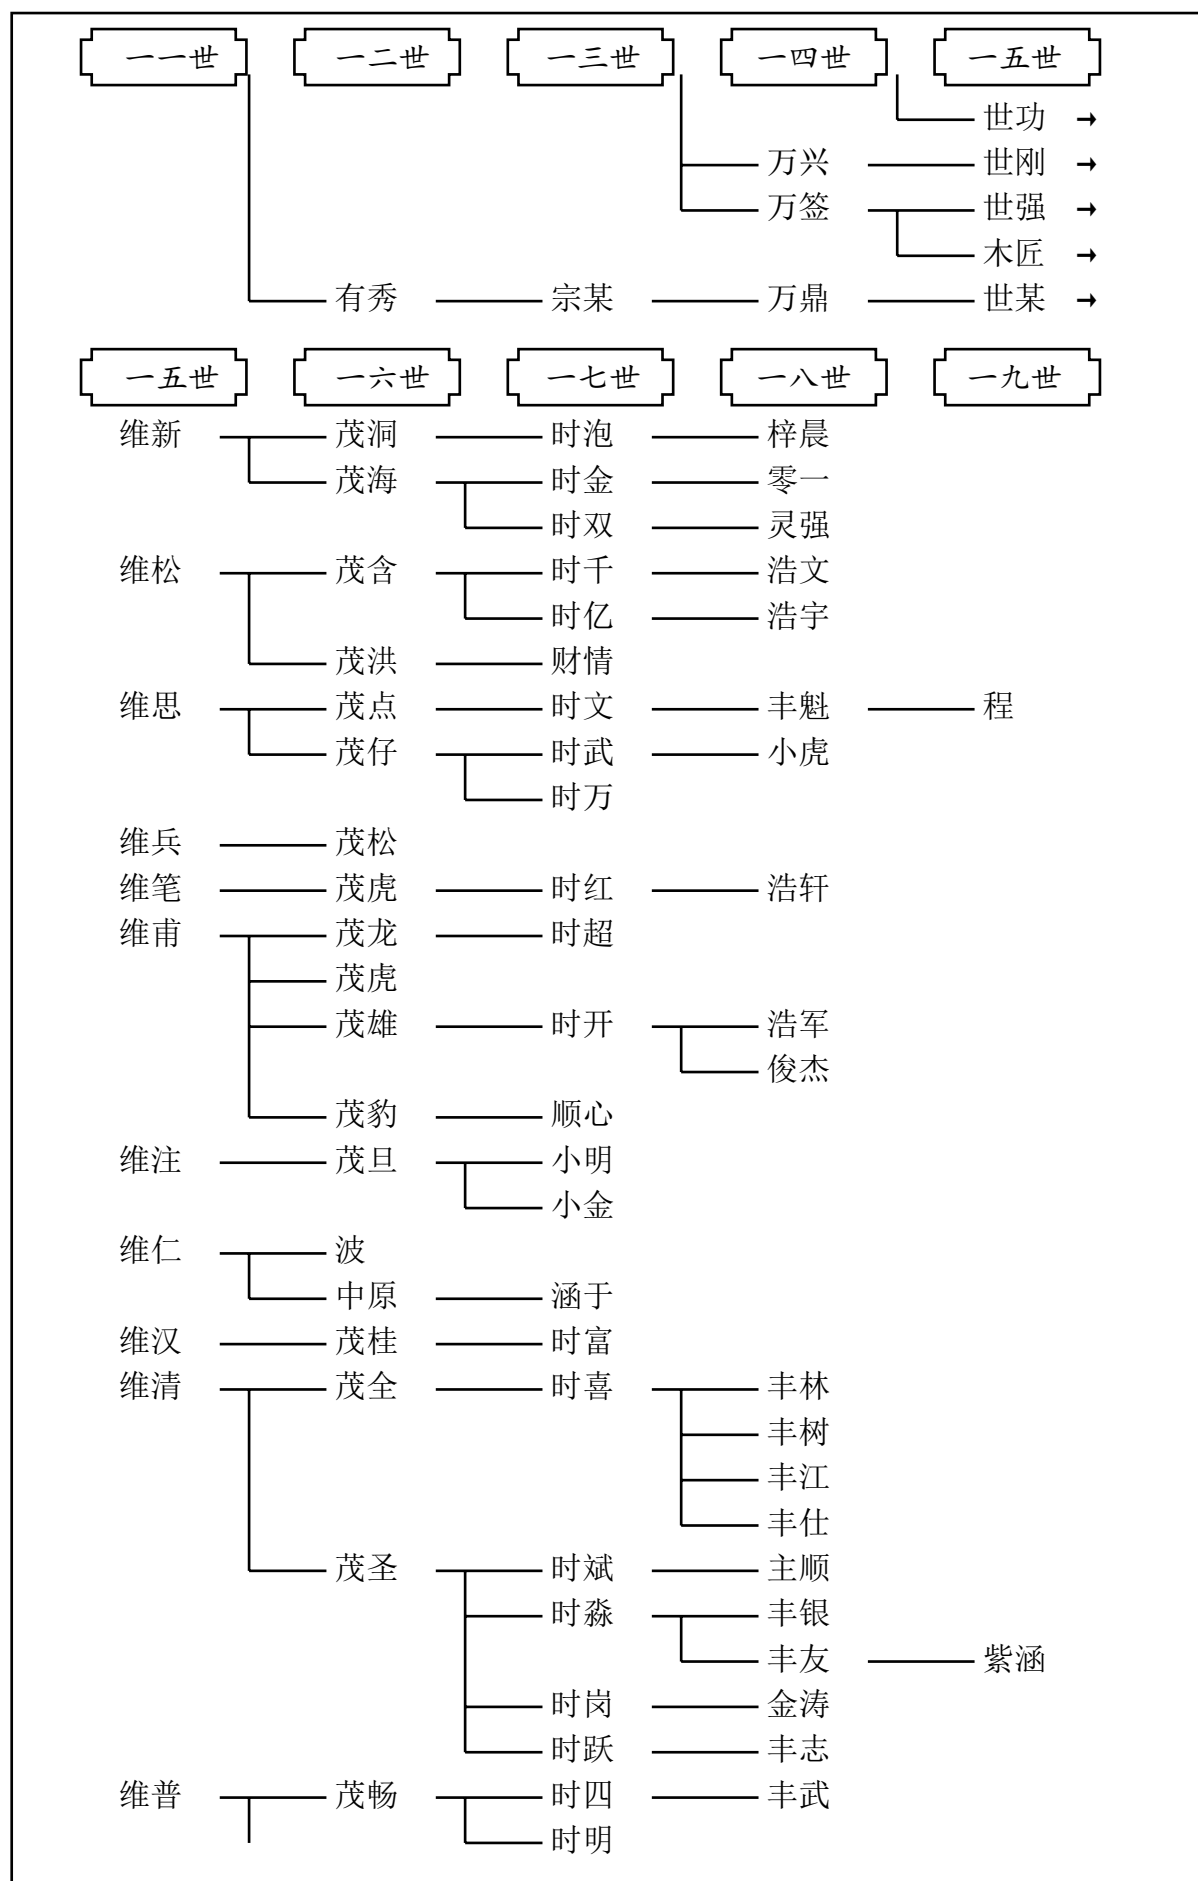 一一世 一二世 一三世 一四世 一五世
世功 →
万兴 世刚 →
万签 世强 →
木匠 →
有秀 宗某 万鼎 世某 →
一五世 一六世 一七世 一八世 一九世
维新 茂洞 时泡 梓晨
茂海 时金 零一
时双 灵强
维松 茂含 时千 浩文
时亿 浩宇
茂洪 财情
维思 茂点 时文 丰魁 程
茂仔 时武 小虎
时万
维兵 茂松
维笔 茂虎 时红 浩轩
维甫 茂龙 时超
茂虎
茂雄 时开 浩军
俊杰
茂豹 顺心
维注 茂旦 小明
小金
维仁 波
中原 涵于
维汉 茂桂 时富
维清 茂全 时喜 丰林
丰树
丰江
丰仕
茂圣 时斌 主顺
时淼 丰银
丰友 紫涵
时岗 金涛
时跃 丰志
维普 茂畅 时四 丰武
时明